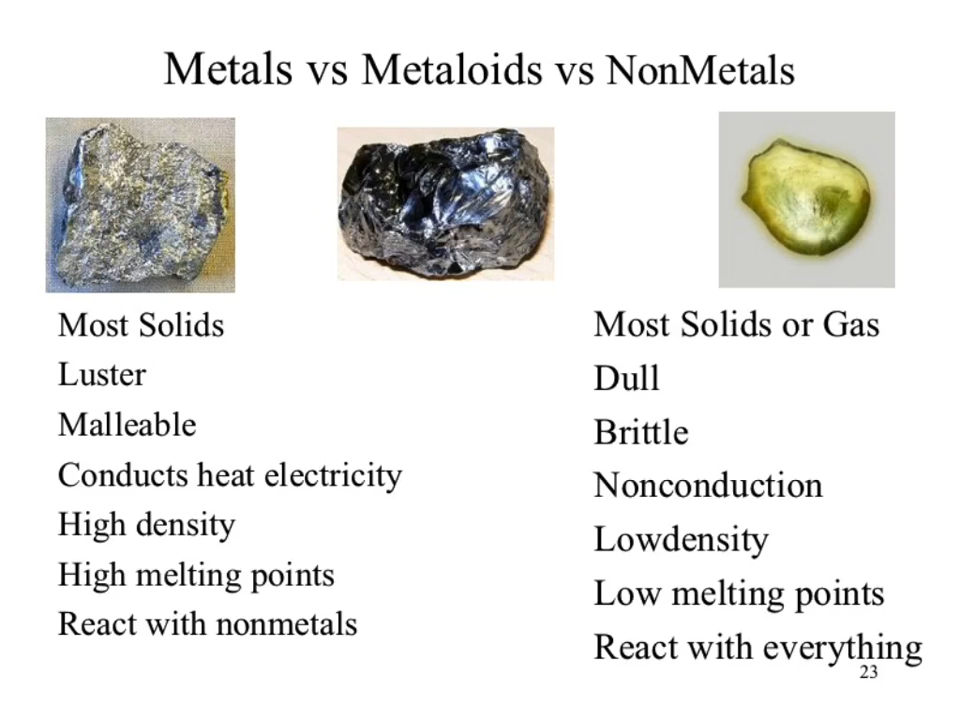 Metals vs Metaloids vs NonMetals
Most Solids
Luster
Malleable
Conducts heat electricity
High density
High melting points
React with nonmetals
Most Solids or Gas
Dull
Brittle
Nonconduction
Lowdensity
Low melting points
React with everything
23